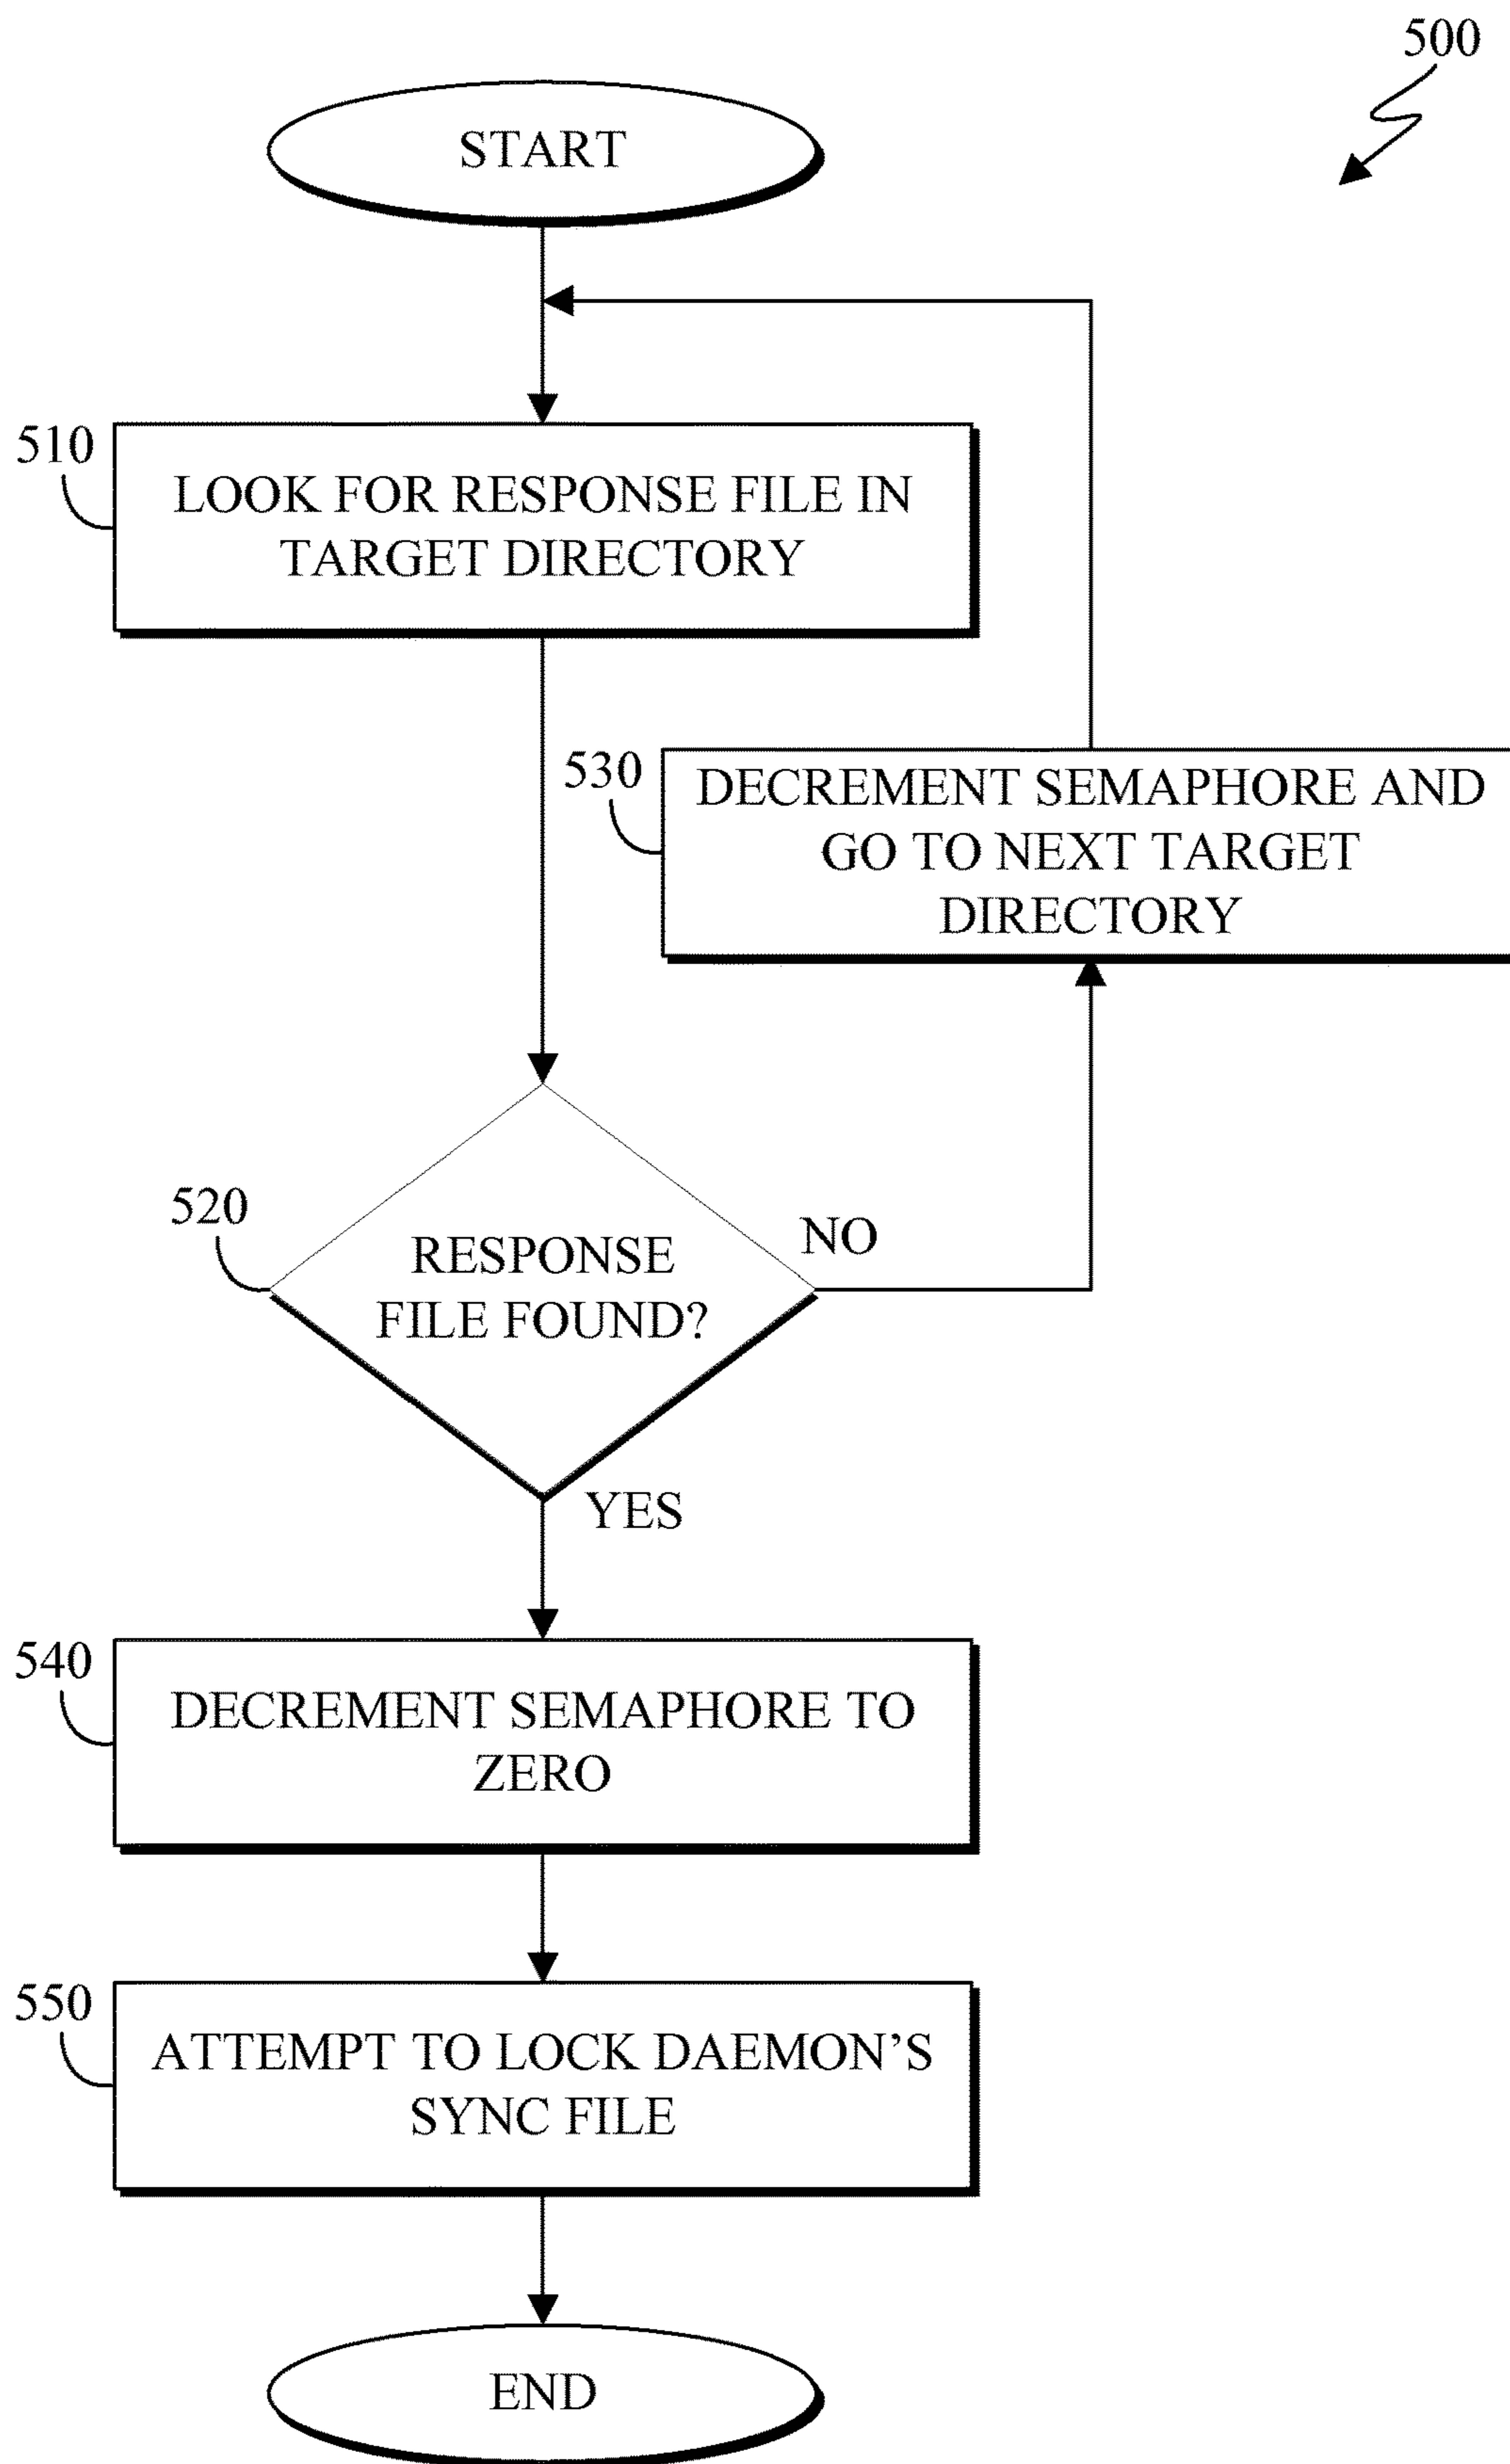 500
START
510
LOOK FOR RESPONSE FILE IN
TARGET DIRECTORY
530
DECREMENT SEMAPHORE AND
GO TO NEXT TARGET
DIRECTORY
520
RESPONSE
FILE FOUND?
NO
YES
540
DECREMENT SEMAPHORE TO
ZERO
550
ATTEMPT TO LOCK DAEMON’S
SYNC FILE
END